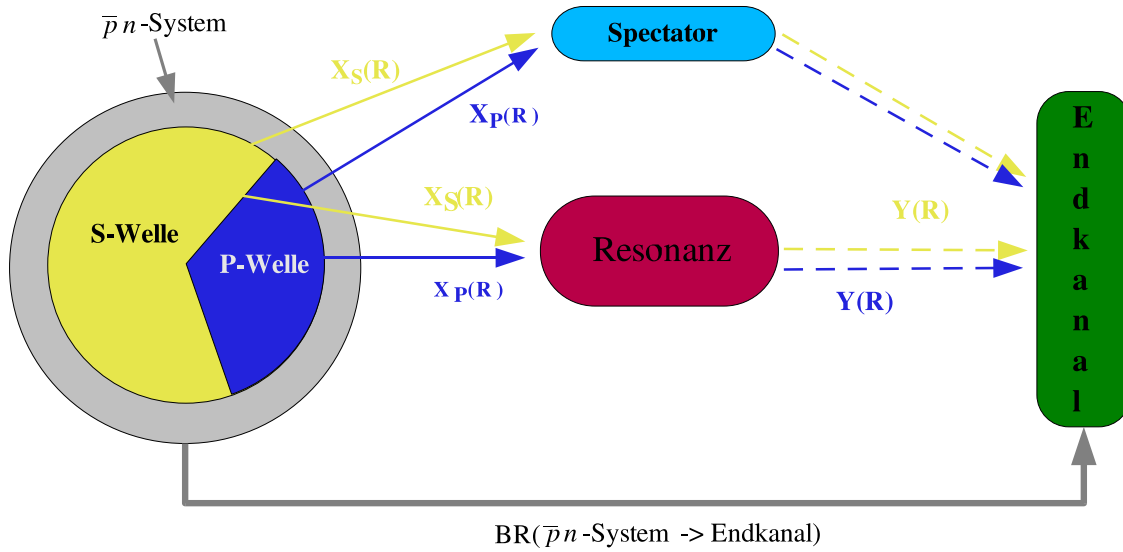 p̅ n -System
Spectator
X_S(R)
X_P(R)
S-Welle
P-Welle
X_S(R)
X_P(R)
Resonanz
Y(R)
Y(R)
Endkanal
BR(p̅ n -System -> Endkanal)